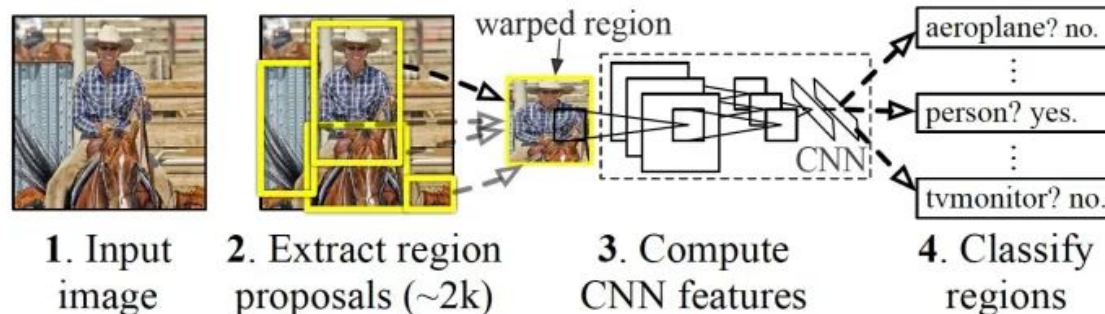 warped region
aeroplane? no.
⋮
person? yes.
⋮
CNN
tvmonitor? no.
1. Input
image
2. Extract region
proposals (~2k)
3. Compute
CNN features
4. Classify
regions